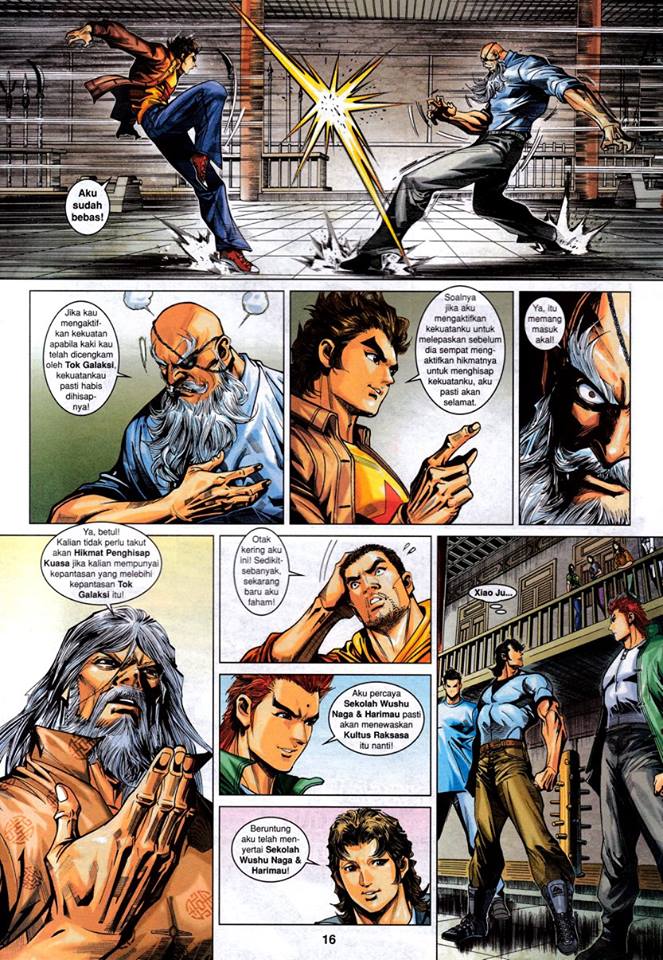 Aku
sudah
bebas!
Jika kau
mengaktif-
kan kekuatan
apabila kaki kau
telah dicengkam
oleh Tok Galaksi,
kekuatankau
pasti habis
dihisap-
nya!
Soalnya
jika aku
mengaktifkan
kekuatanku untuk
melepaskan sebelum
dia sempat meng-
aktifkan hikmatnya
untuk menghisap
kekuatanku, aku
pasti akan
selamat.
Ya, itu
memang
masuk
akal!
Ya, betul!
Kalian tidak perlu takut
akan Hikmat Penghisap
Kuasa jika kalian mempunyai
kepantasan yang melebihi
kepantasan Tok
Galaksi itu!
Otak
kering aku
ini! Sedikit-
sebanyak,
sekarang
baru aku
faham!
Aku percaya
Sekolah Wushu
Naga & Harimau pasti
akan menewaskan
Kultus Raksasa
itu nanti!
Beruntung
aku telah men-
yertai Sekolah
Wushu Naga &
Harimau!
Xiao Ju...
16